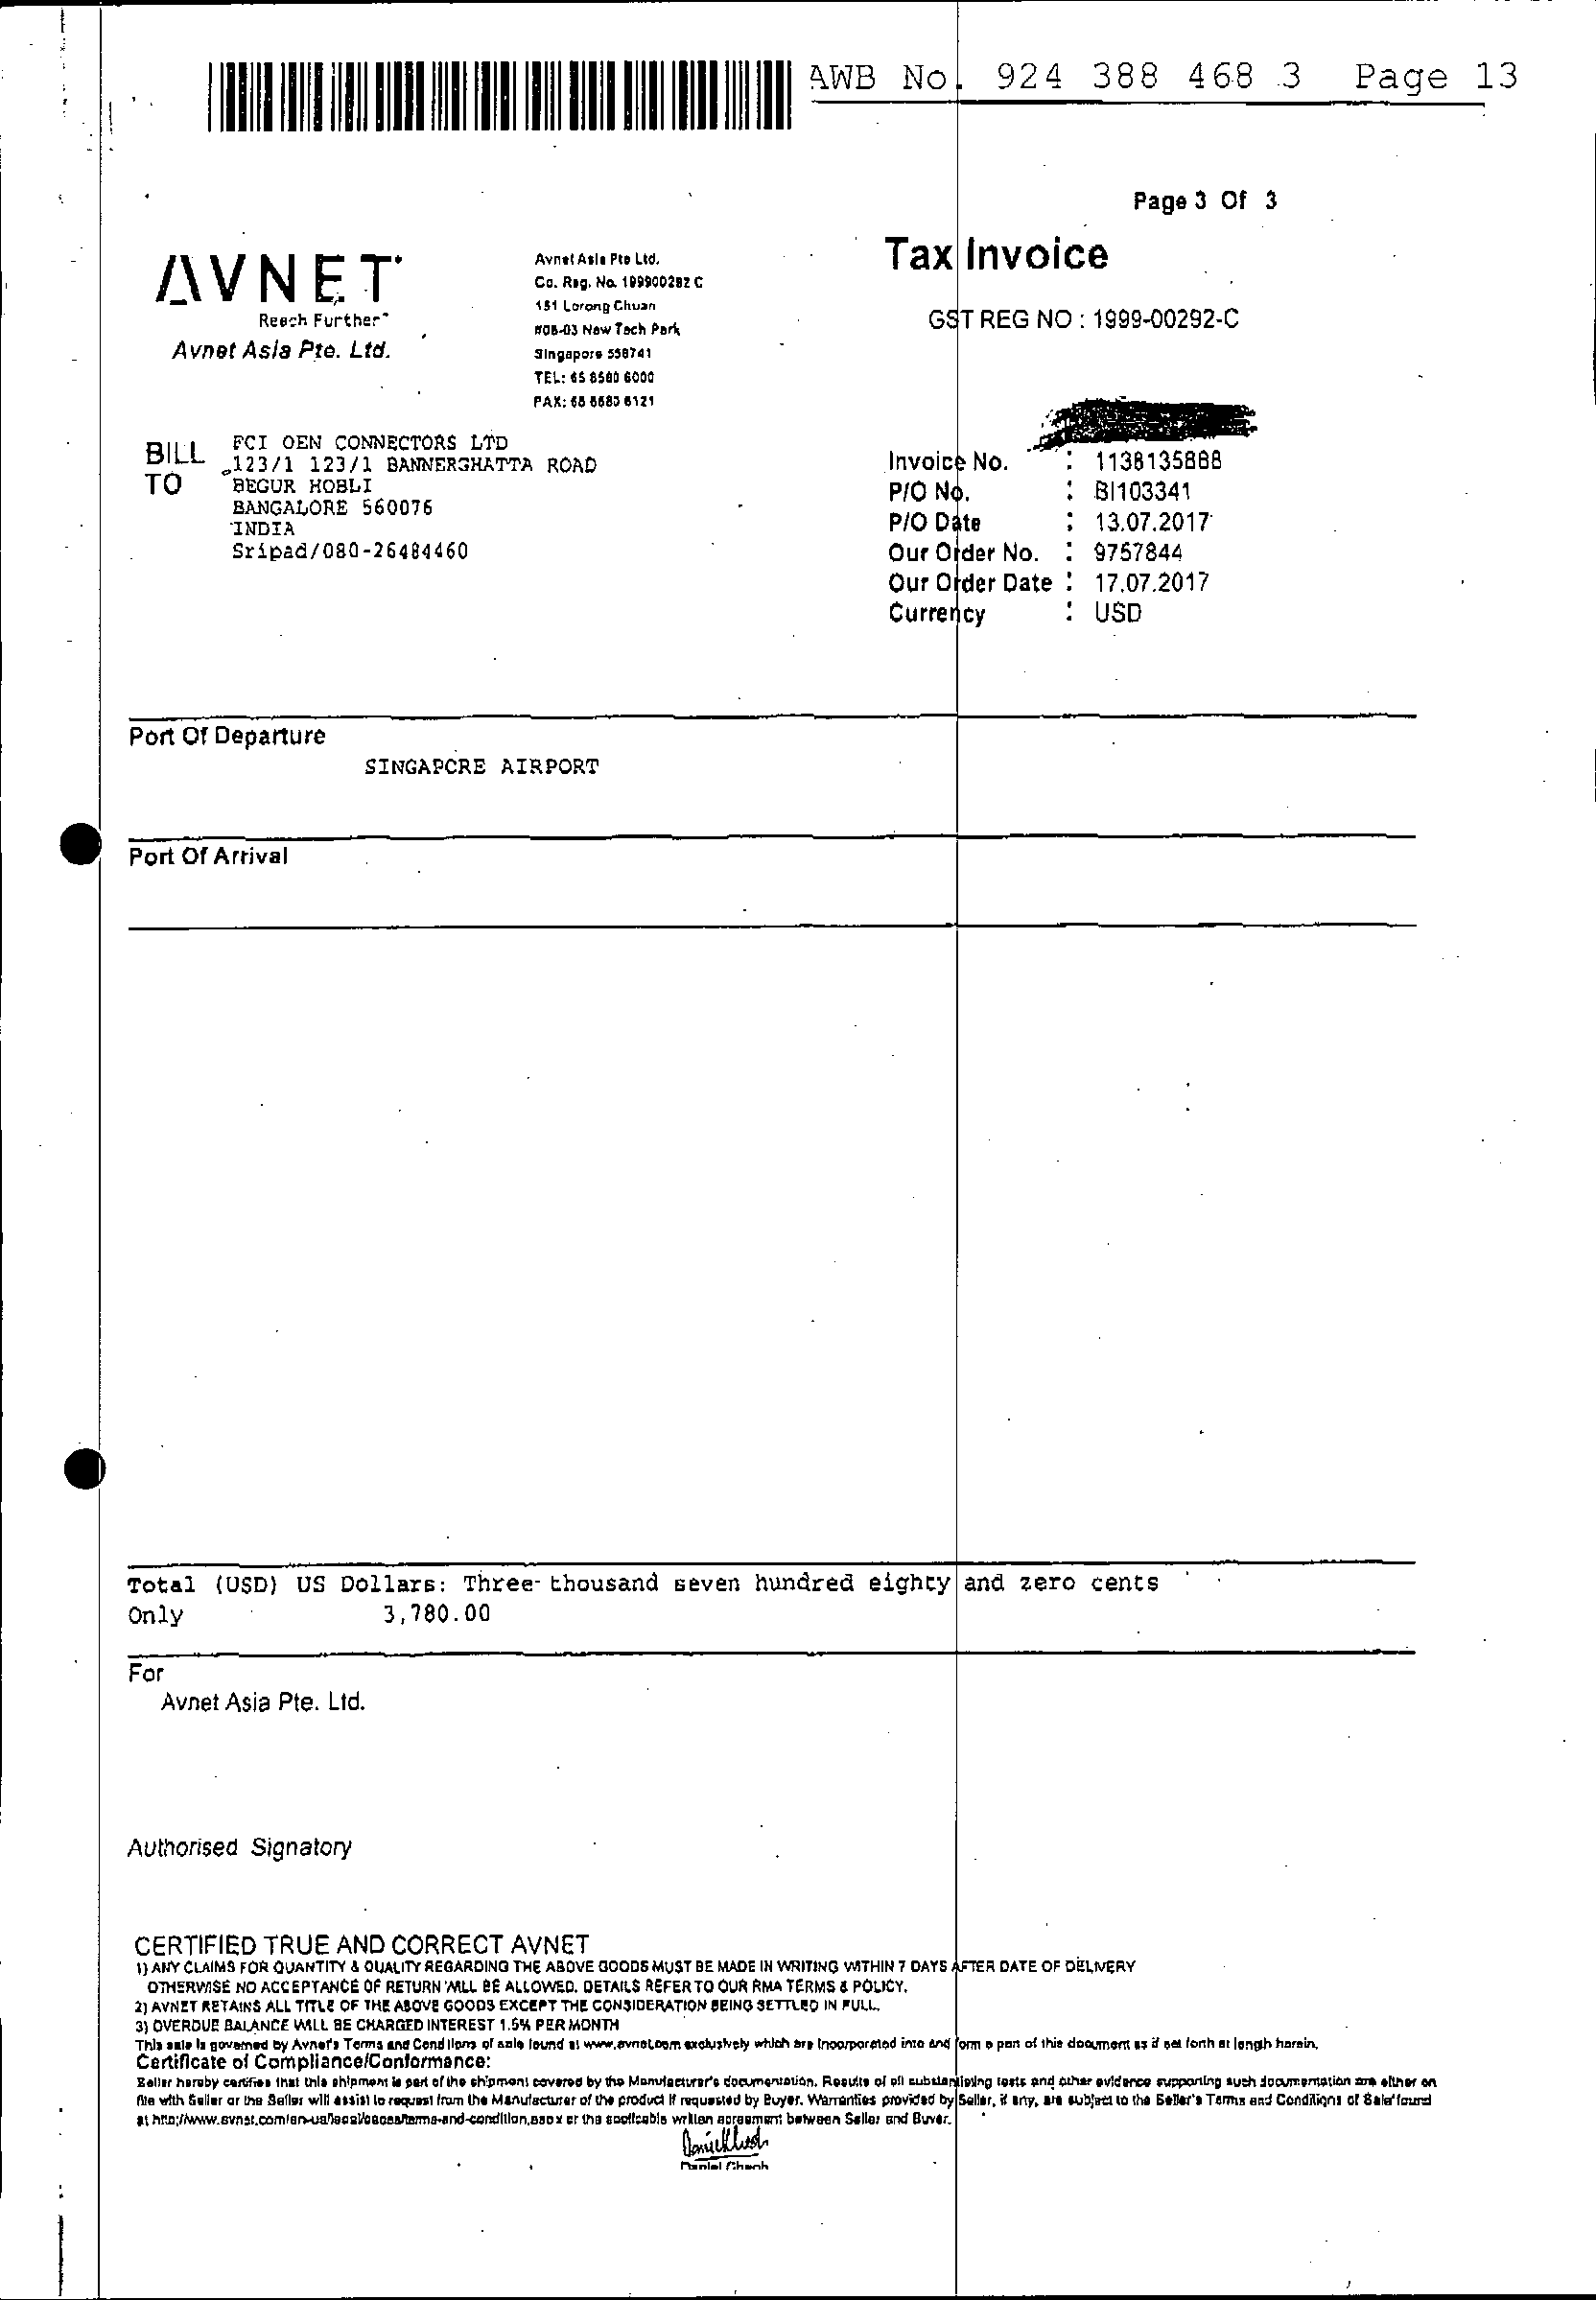 AWB No. 924 388 468 3 Page 13
Page 3 Of 3
Tax Invoice
GST REG NO : 1999-00292-C
AVNET
Reach Further
Avnet Asia Pte. Ltd.
Avnet Asia Pte Ltd.
Co. Reg. No. 199900292 C
151 Lorong Chuan
#08-03 New Tech Park
Singapore 556741
TEL: 65 6580 6000
FAX: 65 6580 6121
BILL TO
FCI OEN CONNECTORS LTD
123/1 123/1 BANNERGHATTA ROAD
BEGUR HOBLI
BANGALORE 560076
INDIA
Sripad/080-26484460
Invoice No. : 1138135888
P/O No. : BI103341
P/O Date : 13.07.2017
Our Order No. : 9757844
Our Order Date : 17.07.2017
Currency : USD
Port Of Departure
SINGAPORE AIRPORT
Port Of Arrival
Total (USD) US Dollars: Three thousand seven hundred eighty and zero cents
Only 3,780.00
For
Avnet Asia Pte. Ltd.
Authorised Signatory
CERTIFIED TRUE AND CORRECT AVNET
1) ANY CLAIMS FOR QUANTITY & QUALITY REGARDING THE ABOVE GOODS MUST BE MADE IN WRITING WITHIN 7 DAYS AFTER DATE OF DELIVERY
OTHERWISE NO ACCEPTANCE OF RETURN WILL BE ALLOWED. DETAILS REFER TO OUR RMA TERMS & POLICY.
2) AVNET RETAINS ALL TITLE OF THE ABOVE GOODS EXCEPT THE CONSIDERATION BEING SETTLED IN FULL.
3) OVERDUE BALANCE WILL BE CHARGED INTEREST 1.5% PER MONTH
This sale is governed by Avnet's Terms and Conditions of sale found at www.avnet.com exclusively which are incorporated into and form a part of this document as if set forth at length herein.
Certificate of Compliance/Conformance:
Seller hereby certifies that this shipment is part of the shipment covered by the Manufacturer's documentation. Results of all substantiating tests and other evidence supporting such documentation are either on
file with Seller or the Seller will assist to request from the Manufacturer of the product if requested by Buyer. Warranties provided by Seller, if any, are subject to the Seller's Terms and Conditions of Sale found
at or the applicable written agreement between Seller and Buyer.
Daniel